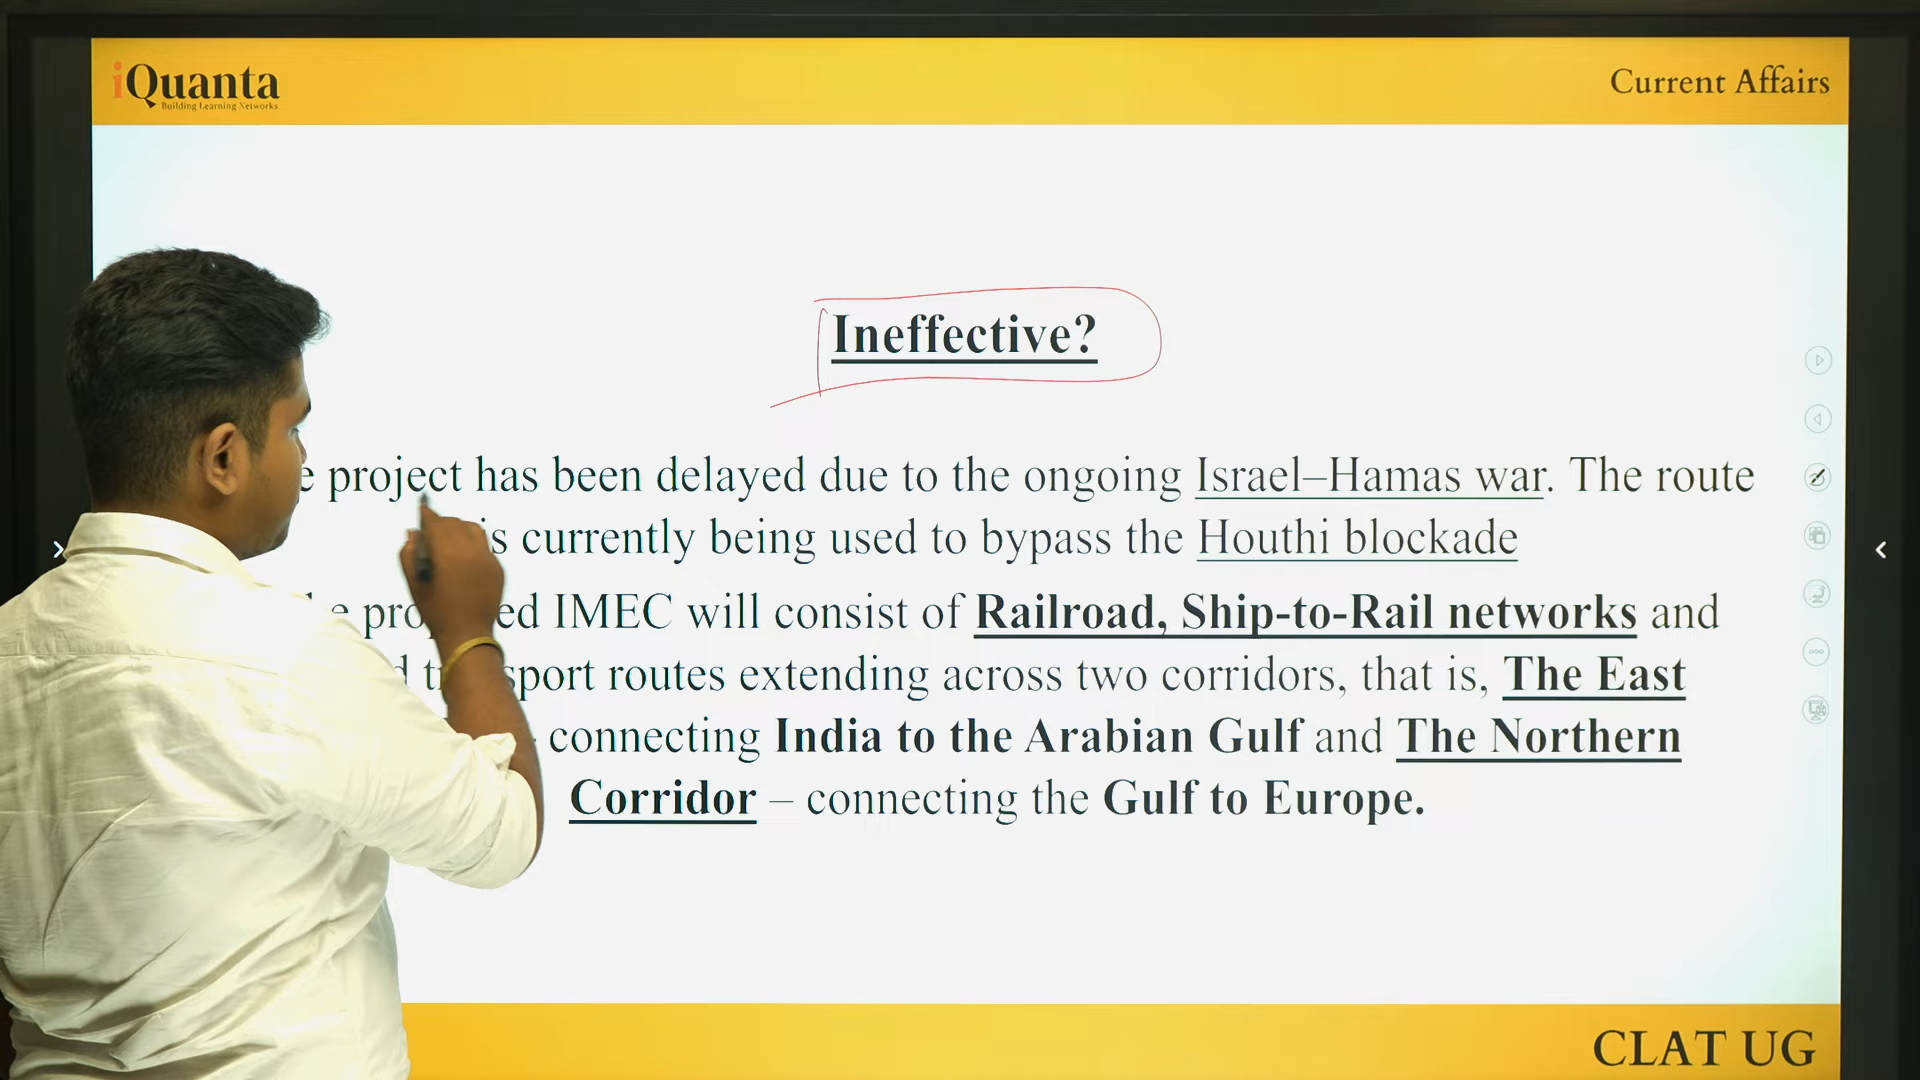 iQuanta
Building Learning Networks
Current Affairs
Ineffective?
project has been delayed due to the ongoing Israel–Hamas war. The route
is currently being used to bypass the Houthi blockade
IMEC will consist of Railroad, Ship-to-Rail networks and
routes extending across two corridors, that is, The East
connecting India to the Arabian Gulf and The Northern
Corridor – connecting the Gulf to Europe.
CLAT UG